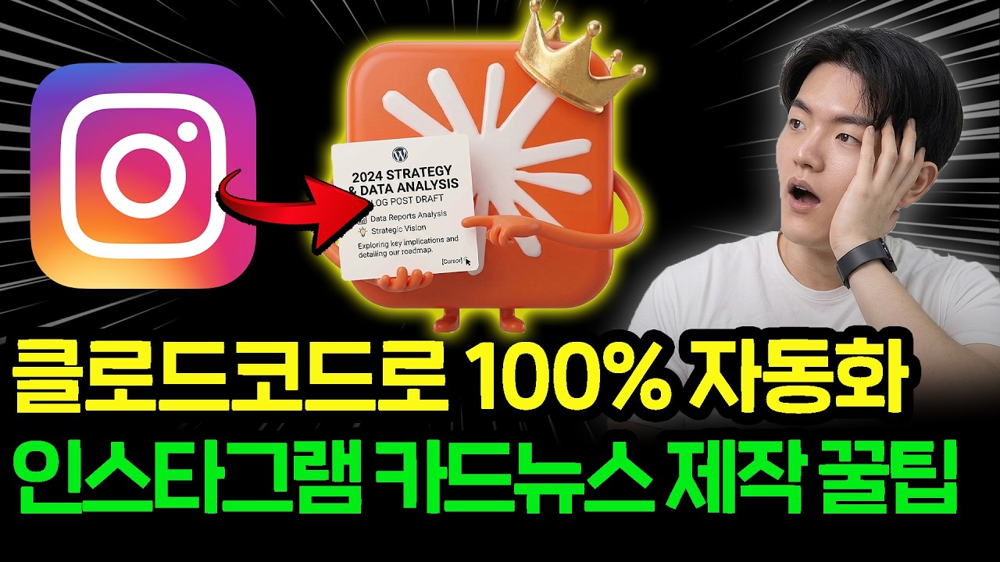 2024 STRATEGY
& DATA ANALYSIS
LOG POST DRAFT
Data Reports Analysis
Strategic Vision
Exploring key implications and
detailing our roadmap.
[Cursor]
클로드코드로 100% 자동화
인스타그램 카드뉴스 제작 꿀팁